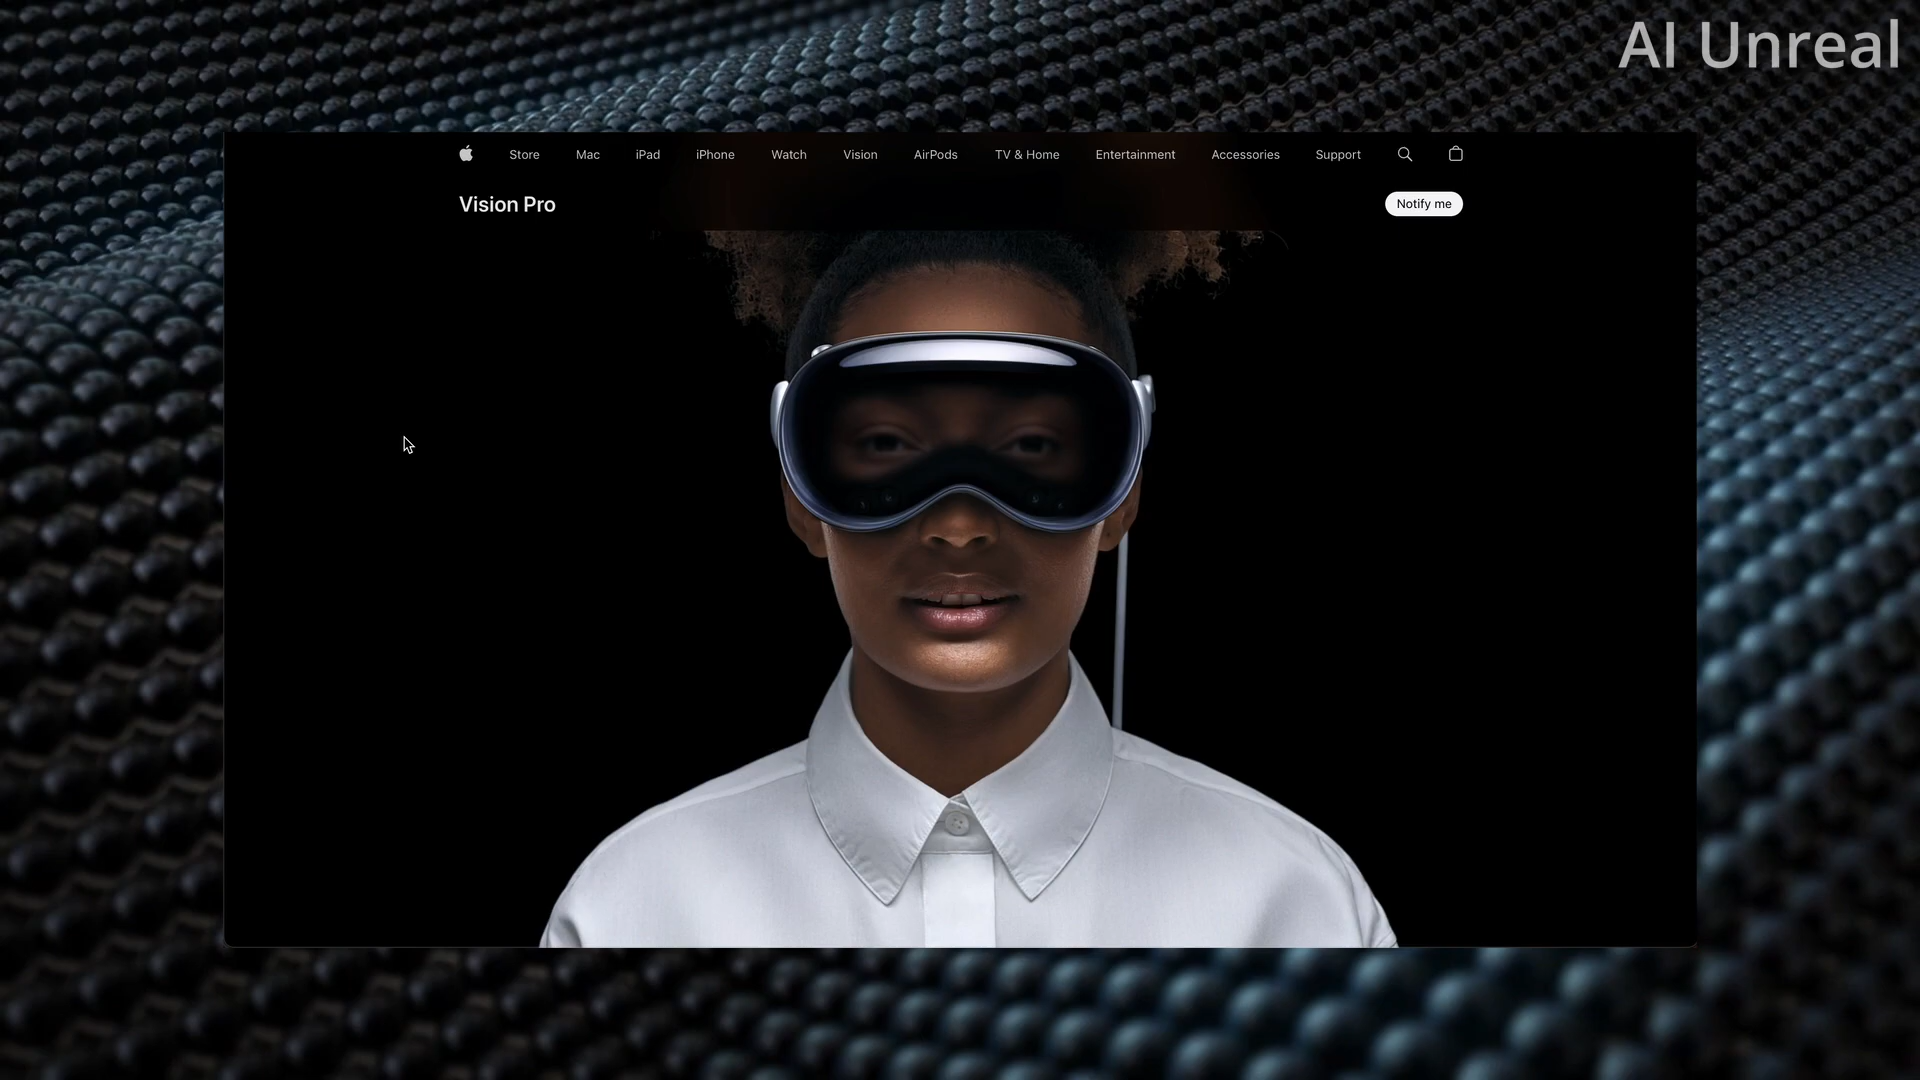 AI Unreal
Store Mac iPad iPhone Watch Vision AirPods TV & Home Entertainment Accessories Support
Vision Pro Notify me